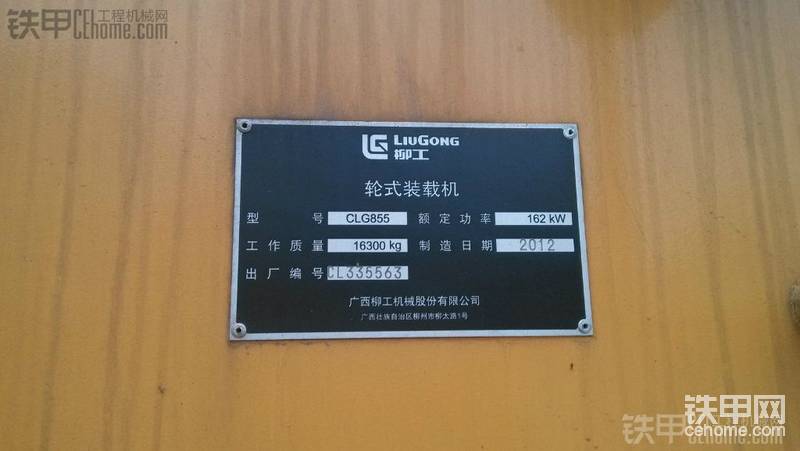 铁甲 工程机械网
CEhome.com
LIUGONG
柳工
轮式装载机
型号 CLG855 额定功率 162 kW
工作质量 16300 kg 制造日期 2012
出厂编号 CL335563
广西柳工机械股份有限公司
广西壮族自治区柳州市柳太路1号
铁甲网
cehome.com